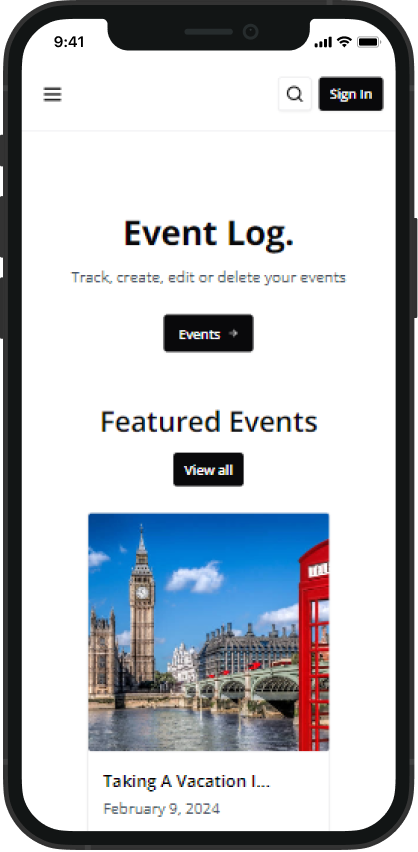 9:41
Sign In
Event Log.
Track, create, edit or delete your events
Events →
Featured Events
View all
Taking A Vacation I...
February 9, 2024